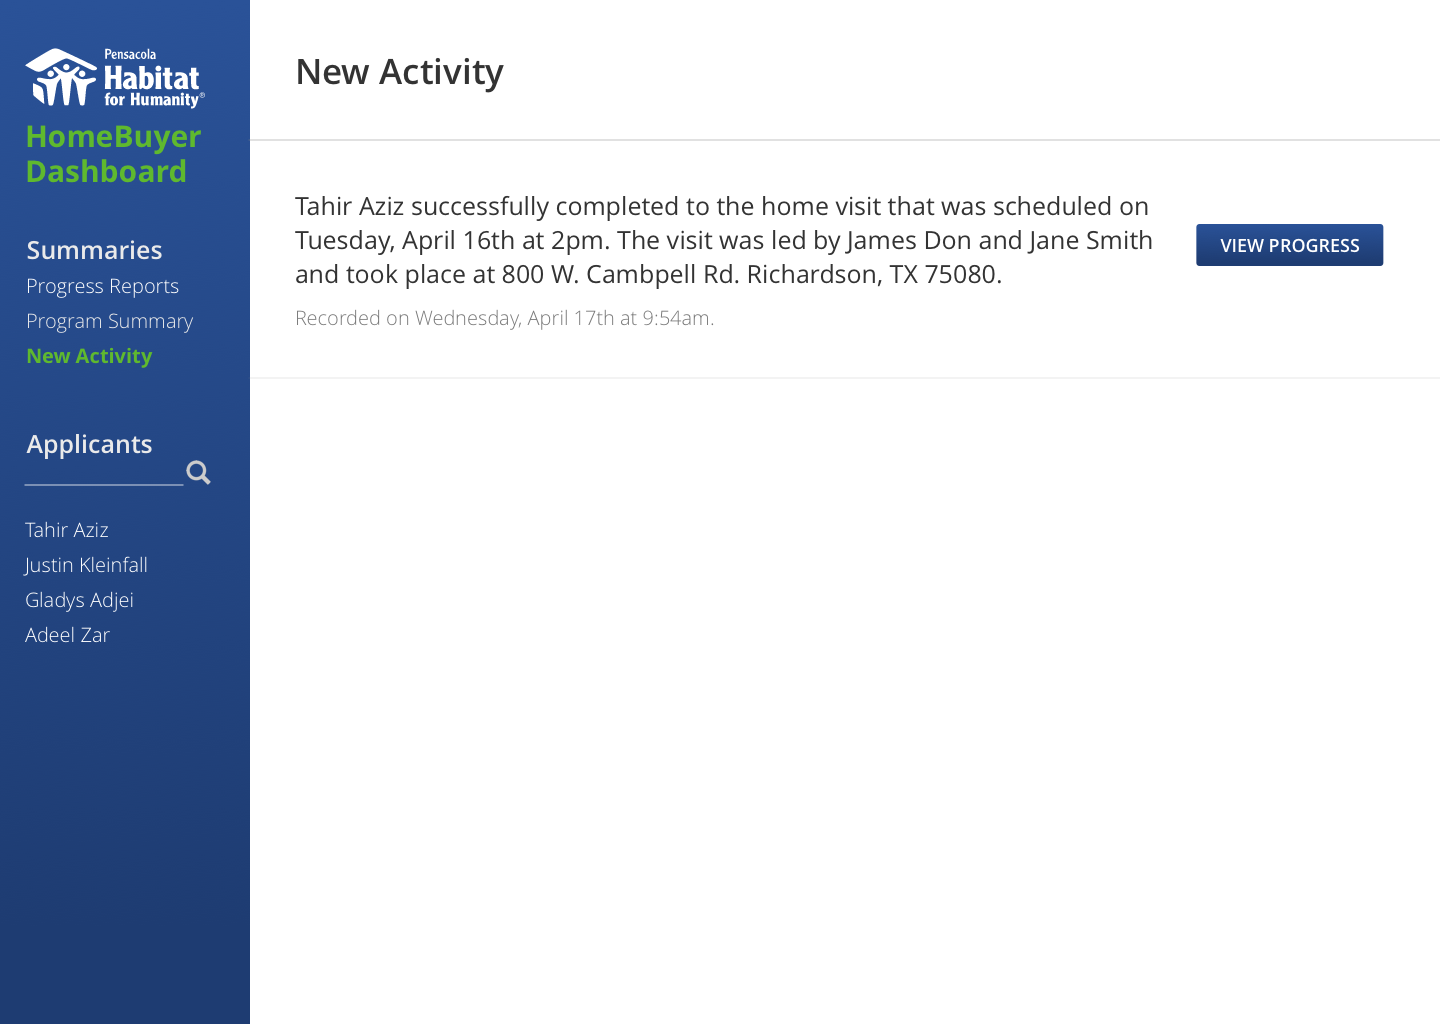 Pensacola
Habitat
for Humanity®
HomeBuyer
Dashboard
Summaries
Progress Reports
Program Summary
New Activity
Applicants
Tahir Aziz
Justin Kleinfall
Gladys Adjei
Adeel Zar
New Activity
Tahir Aziz successfully completed to the home visit that was scheduled on
Tuesday, April 16th at 2pm. The visit was led by James Don and Jane Smith
and took place at 800 W. Cambpell Rd. Richardson, TX 75080.
Recorded on Wednesday, April 17th at 9:54am.
VIEW PROGRESS